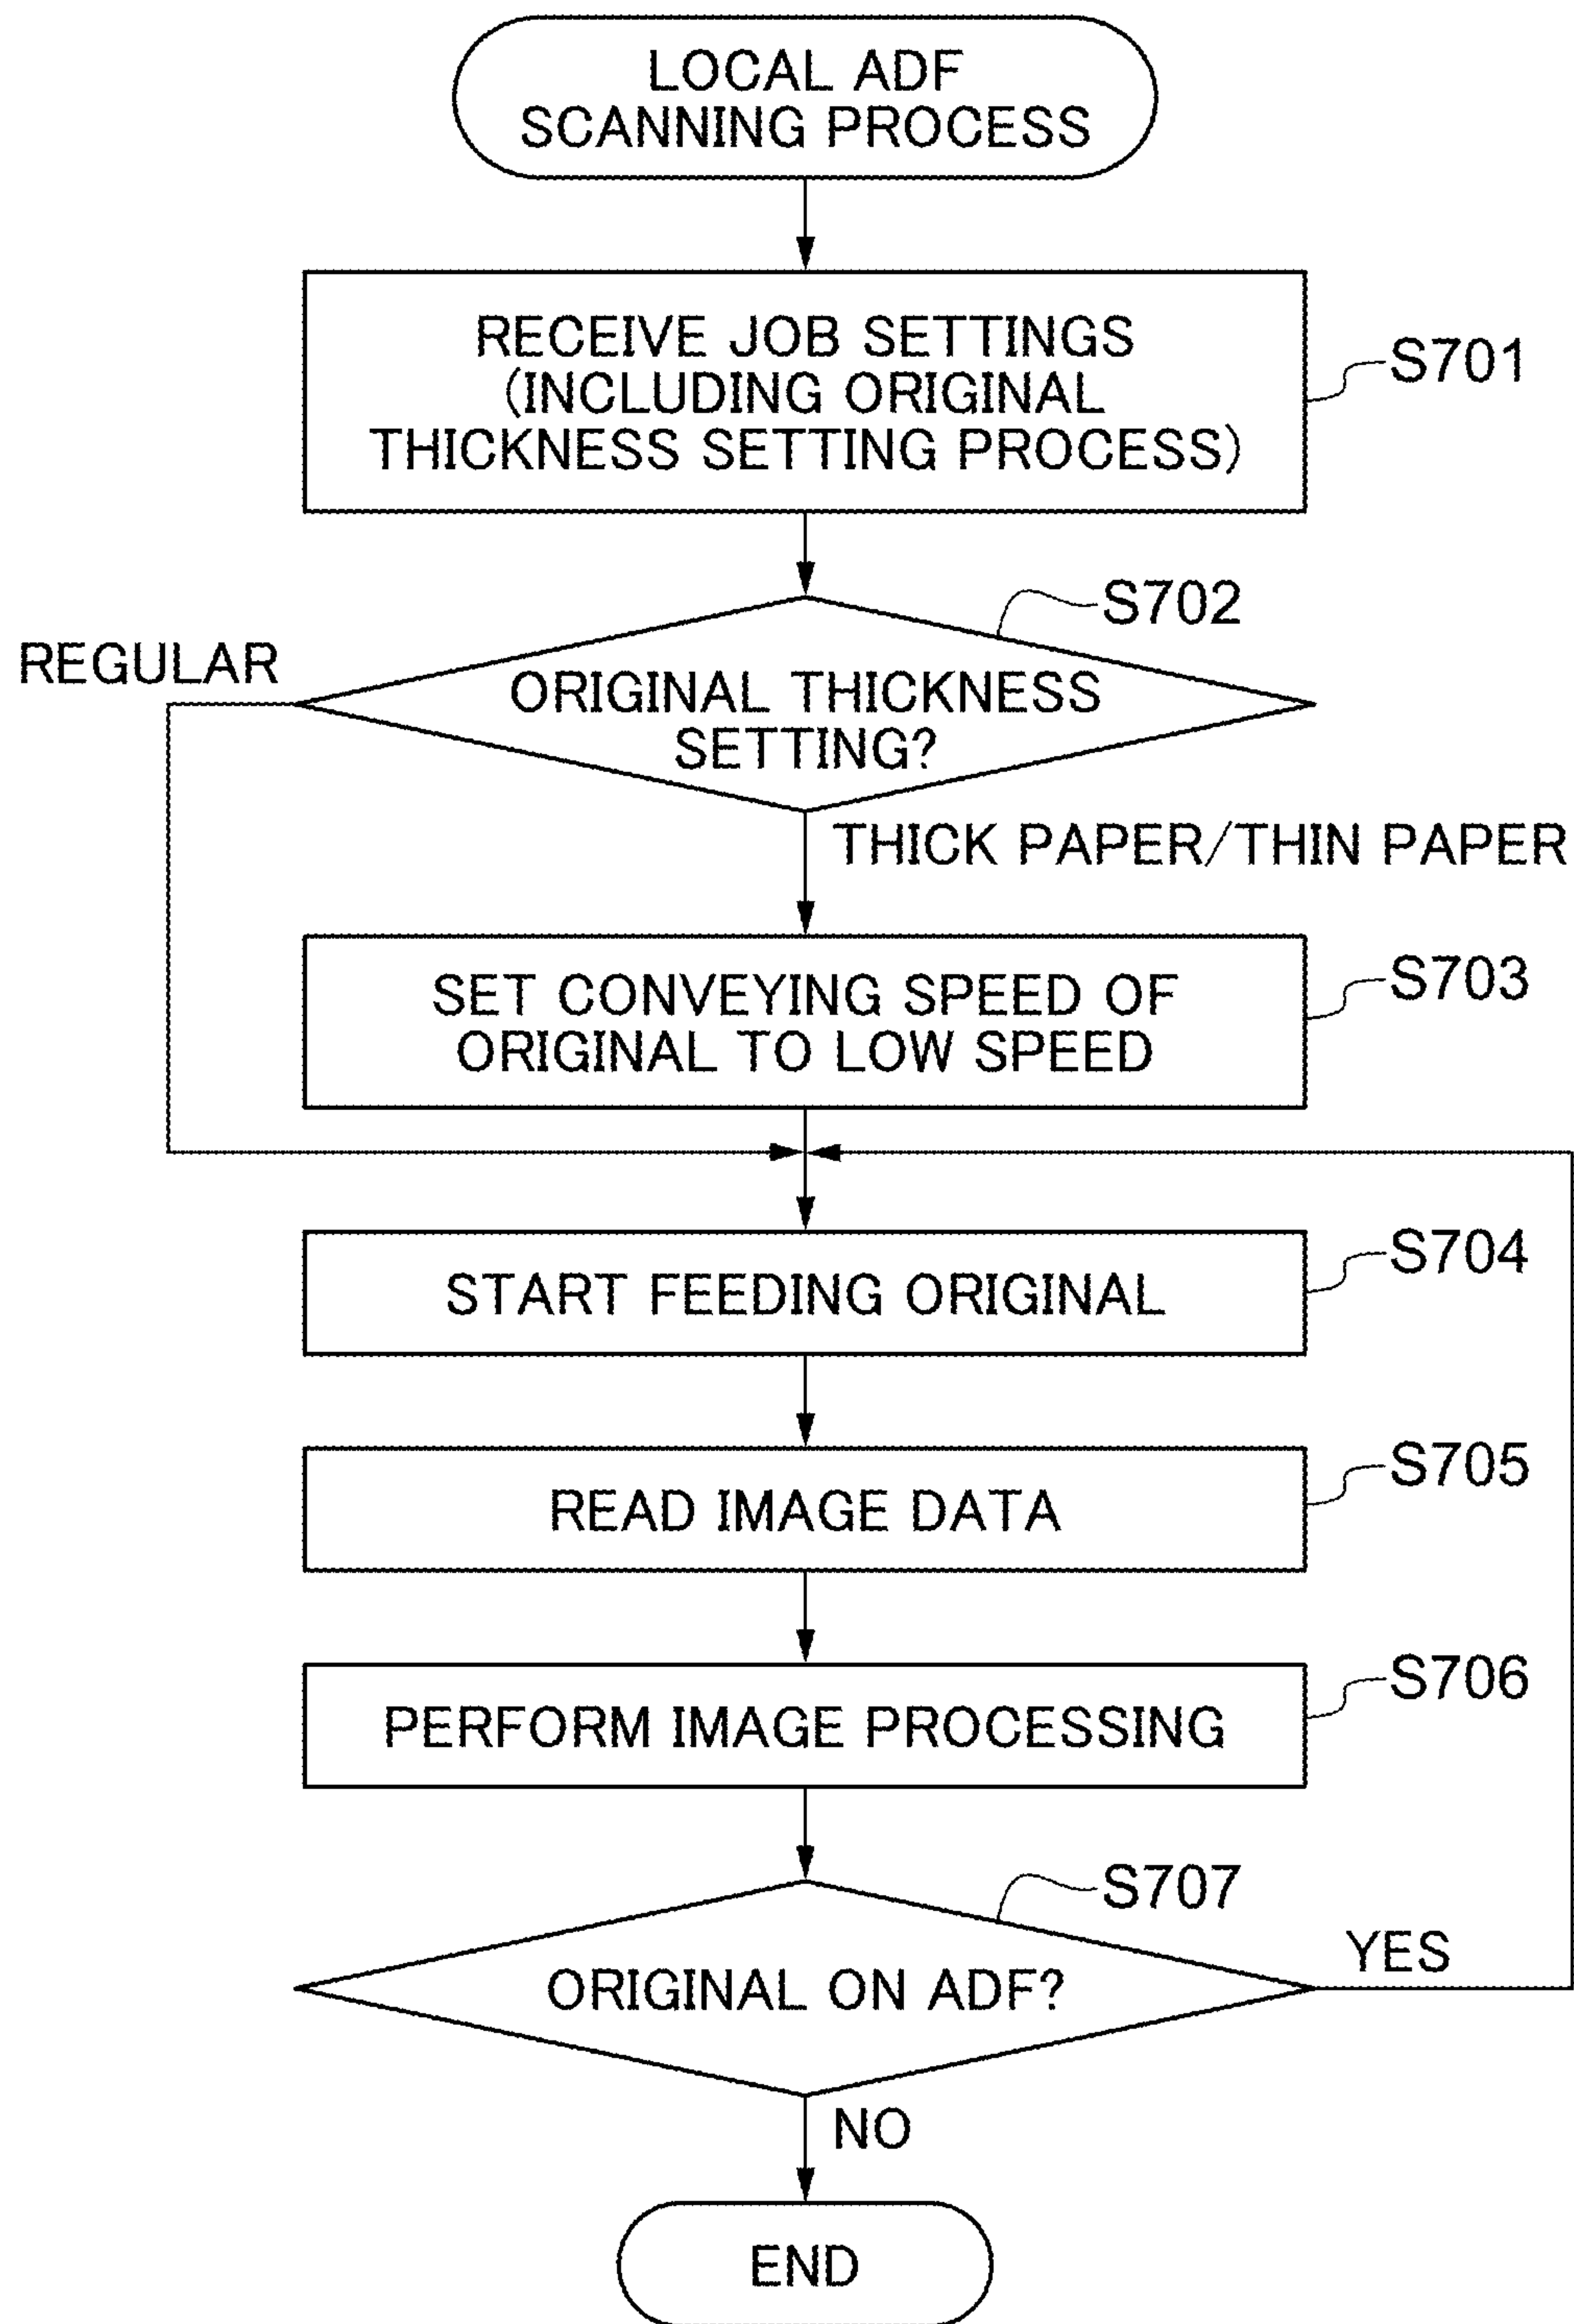 LOCAL ADF
SCANNING PROCESS
RECEIVE JOB SETTINGS
(INCLUDING ORIGINAL
THICKNESS SETTING PROCESS)
S701
S702
REGULAR
ORIGINAL THICKNESS
SETTING?
THICK PAPER/THIN PAPER
SET CONVEYING SPEED OF
ORIGINAL TO LOW SPEED
S703
START FEEDING ORIGINAL
S704
READ IMAGE DATA
S705
PERFORM IMAGE PROCESSING
S706
S707
ORIGINAL ON ADF?
YES
NO
END